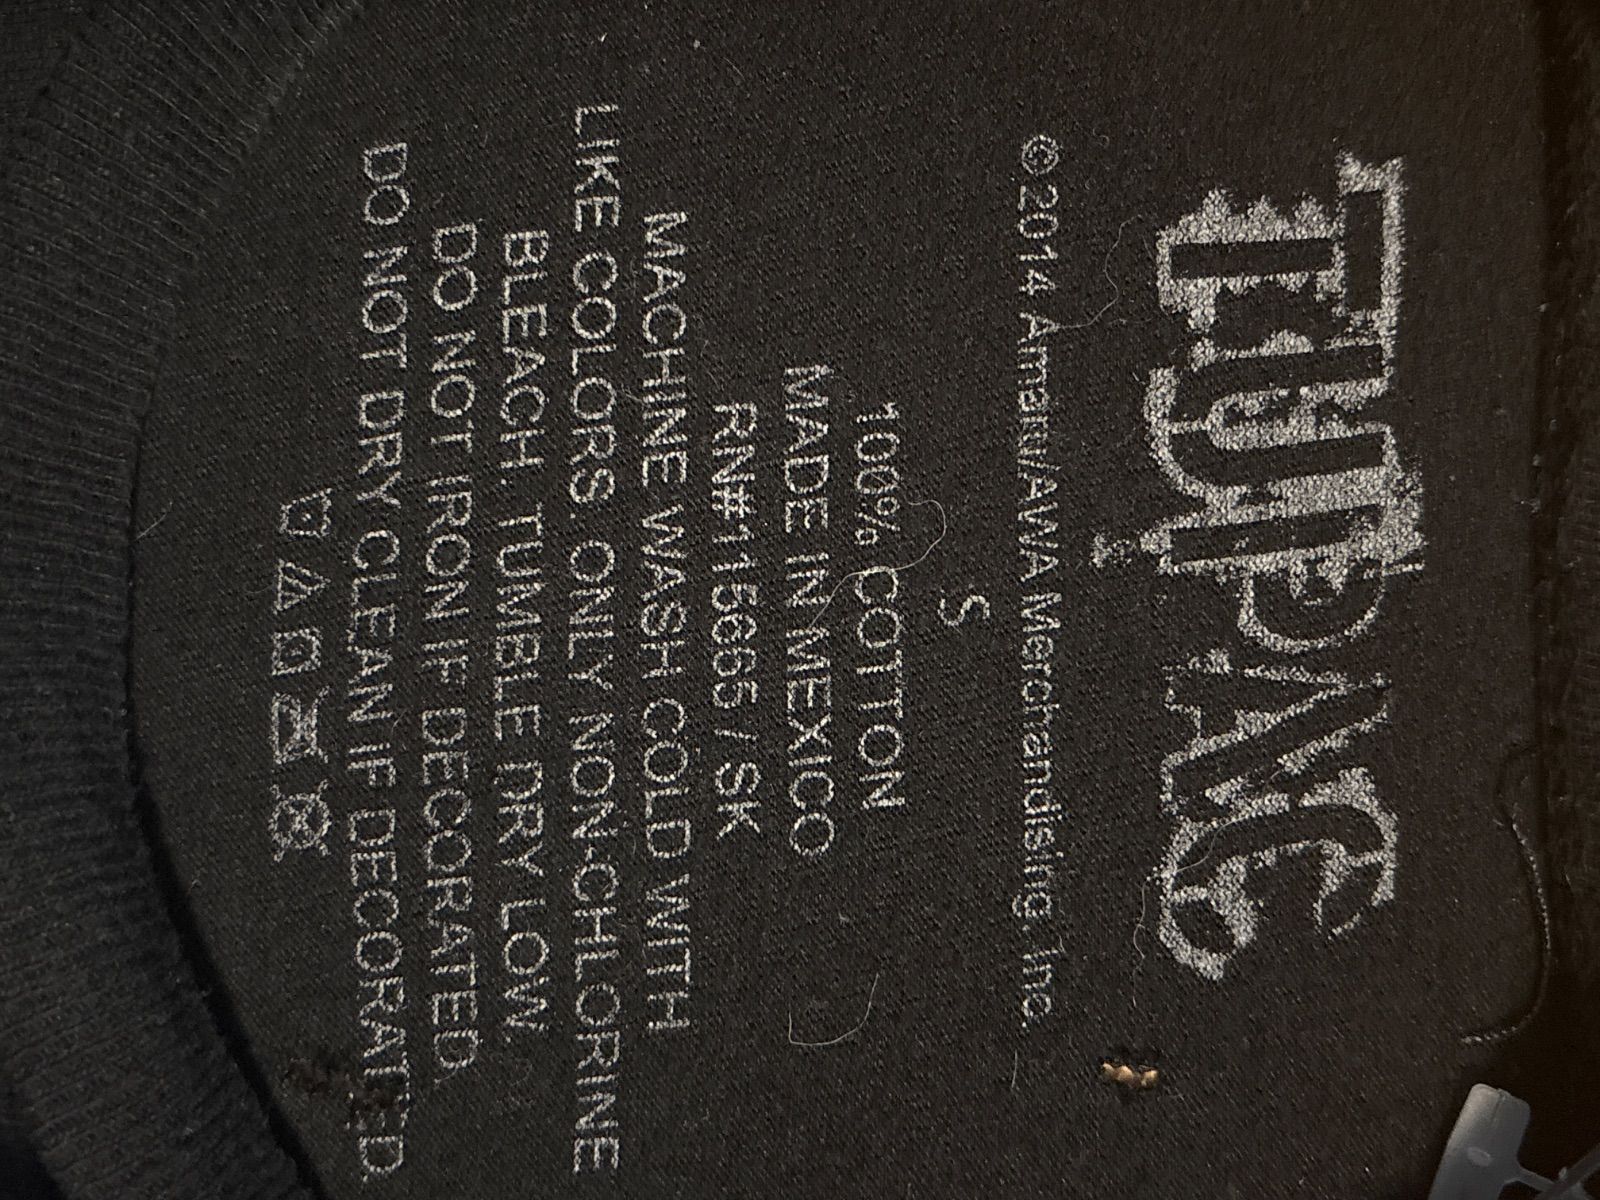 TUPAC
© 2014 Amaru/AWA Merchandising, Inc.
S
100% COTTON
MADE IN MEXICO
RN#115665 / SK
MACHINE WASH COLD WITH
LIKE COLORS. ONLY NON-CHLORINE
BLEACH. TUMBLE DRY LOW.
DO NOT IRON IF DECORATED.
DO NOT DRY CLEAN IF DECORATED.